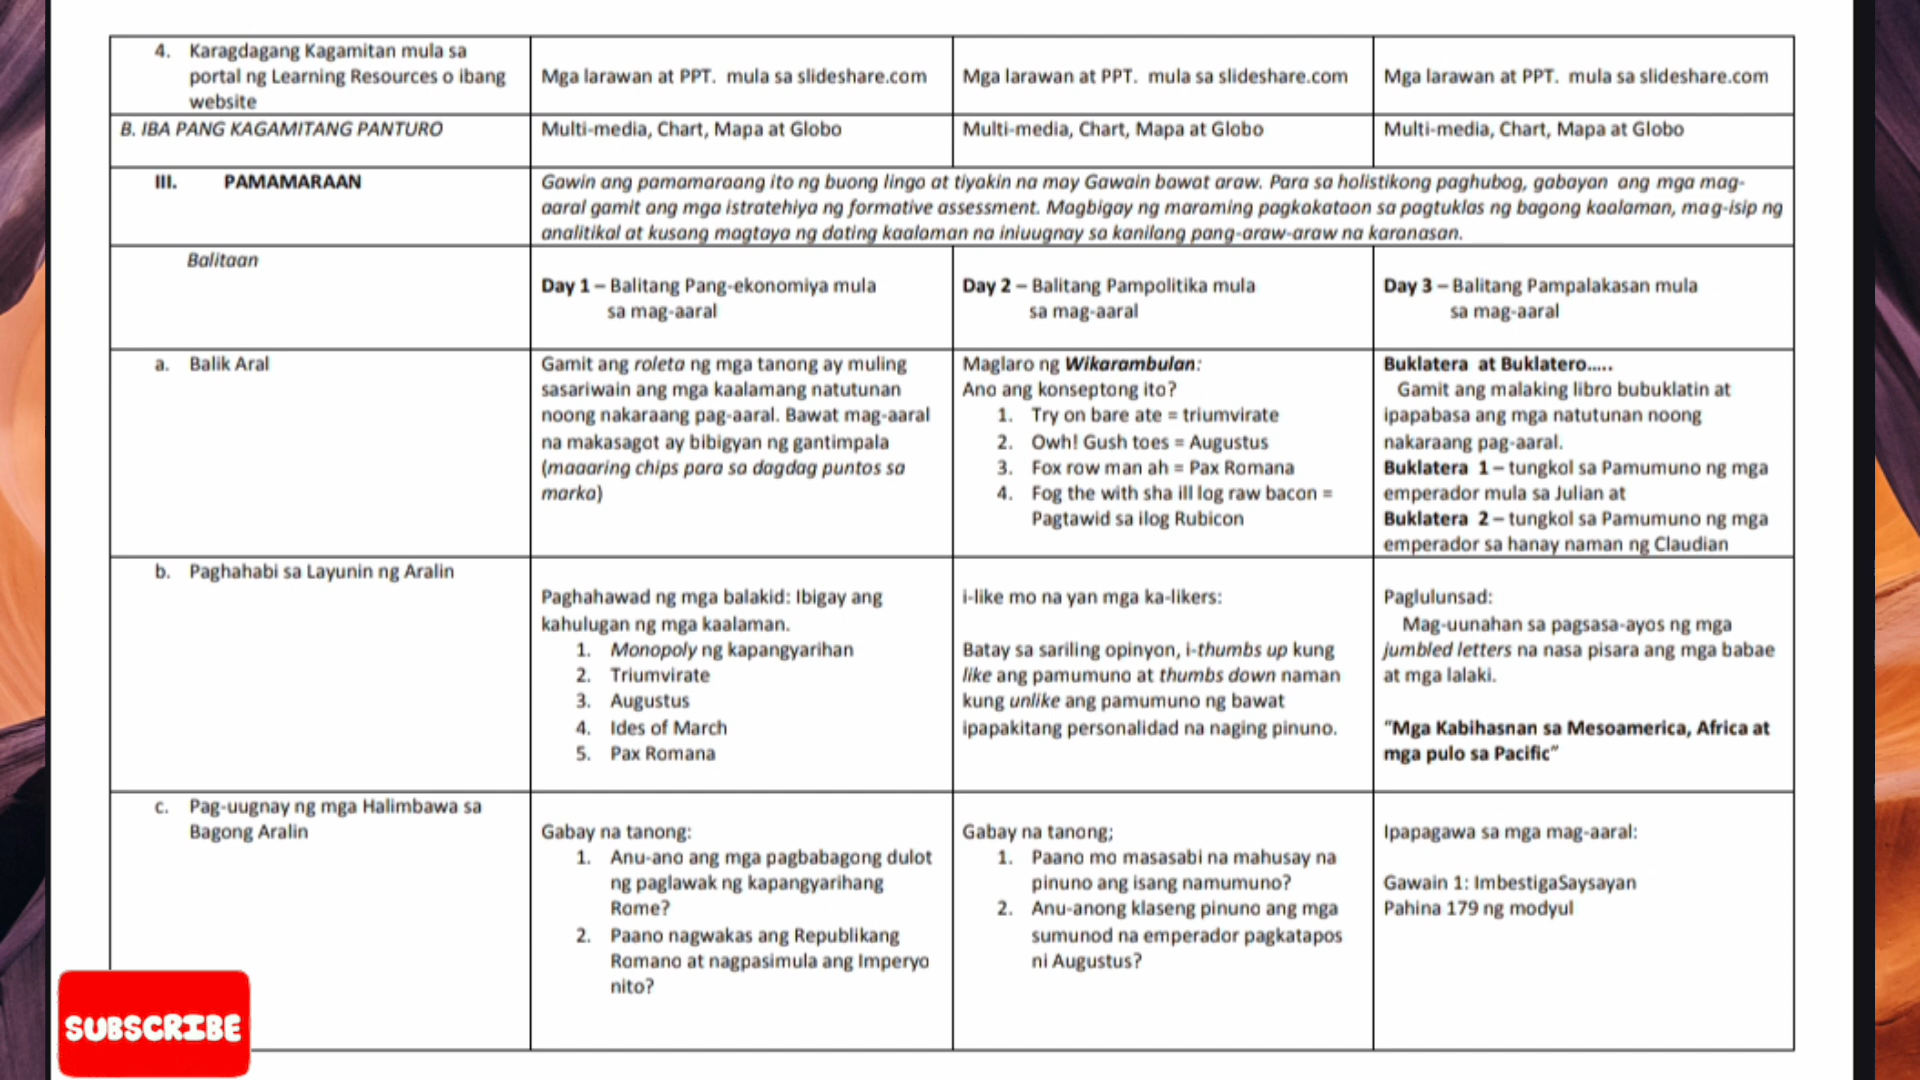 4. Karagdagang Kagamitan mula sa
portal ng Learning Resources o ibang
website
Mga larawan at PPT. mula sa slideshare.com
Mga larawan at PPT. mula sa slideshare.com
Mga larawan at PPT. mula sa slideshare.com
B. IBA PANG KAGAMITANG PANTURO
Multi-media, Chart, Mapa at Globo
Multi-media, Chart, Mapa at Globo
Multi-media, Chart, Mapa at Globo
III. PAMAMARAAN
Gawin ang pamamaraang ito ng buong lingo at tiyakin na may Gawain bawat araw. Para sa holistikong paghubog, gabayan ang mga mag-
aaral gamit ang mga istratehiya ng formative assessment. Magbigay ng maraming pagkakataon sa pagtuklas ng bagong kaalaman, mag-isip ng
analitikal at kusang magtaya ng dating kaalaman na iniuugnay sa kanilang pang-araw-araw na karanasan.
Balitaan
Day 1 – Balitang Pang-ekonomiya mula
sa mag-aaral
Day 2 – Balitang Pampolitika mula
sa mag-aaral
Day 3 – Balitang Pampalakasan mula
sa mag-aaral
a. Balik Aral
Gamit ang roleta ng mga tanong ay muling
sasariwain ang mga kaalamang natutunan
noong nakaraang pag-aaral. Bawat mag-aaral
na makasagot ay bibigyan ng gantimpala
(maaaring chips para sa dagdag puntos sa
marka)
Maglaro ng Wikarambulan:
Ano ang konseptong ito?
1. Try on bare ate = triumvirate
2. Owh! Gush toes = Augustus
3. Fox row man ah = Pax Romana
4. Fog the with sha ill log raw bacon =
Pagtawid sa ilog Rubicon
Buklatera at Buklatero.....
Gamit ang malaking libro bubuklatin at
ipapabasa ang mga natutunan noong
nakaraang pag-aaral.
Buklatera 1 – tungkol sa Pamumuno ng mga
emperador mula sa Julian at
Buklatera 2 – tungkol sa Pamumuno ng mga
emperador sa hanay naman ng Claudian
b. Paghahabi sa Layunin ng Aralin
Paghahawad ng mga balakid: Ibigay ang
kahulugan ng mga kaalaman.
1. Monopoly ng kapangyarihan
2. Triumvirate
3. Augustus
4. Ides of March
5. Pax Romana
i-like mo na yan mga ka-likers:
Batay sa sariling opinyon, i-thumbs up kung
like ang pamumuno at thumbs down naman
kung unlike ang pamumuno ng bawat
ipapakitang personalidad na naging pinuno.
Paglulunsad:
Mag-uunahan sa pagsasa-ayos ng mga
jumbled letters na nasa pisara ang mga babae
at mga lalaki.
"Mga Kabihasnan sa Mesoamerica, Africa at
mga pulo sa Pacific"
c. Pag-uugnay ng mga Halimbawa sa
Bagong Aralin
Gabay na tanong:
1. Anu-ano ang mga pagbabagong dulot
ng paglawak ng kapangyarihang
Rome?
2. Paano nagwakas ang Republikang
Romano at nagpasimula ang Imperyo
nito?
Gabay na tanong;
1. Paano mo masasabi na mahusay na
pinuno ang isang namumuno?
2. Anu-anong klaseng pinuno ang mga
sumunod na emperador pagkatapos
ni Augustus?
Ipapagawa sa mga mag-aaral:
Gawain 1: ImbestigaSaysayan
Pahina 179 ng modyul
SUBSCRIBE